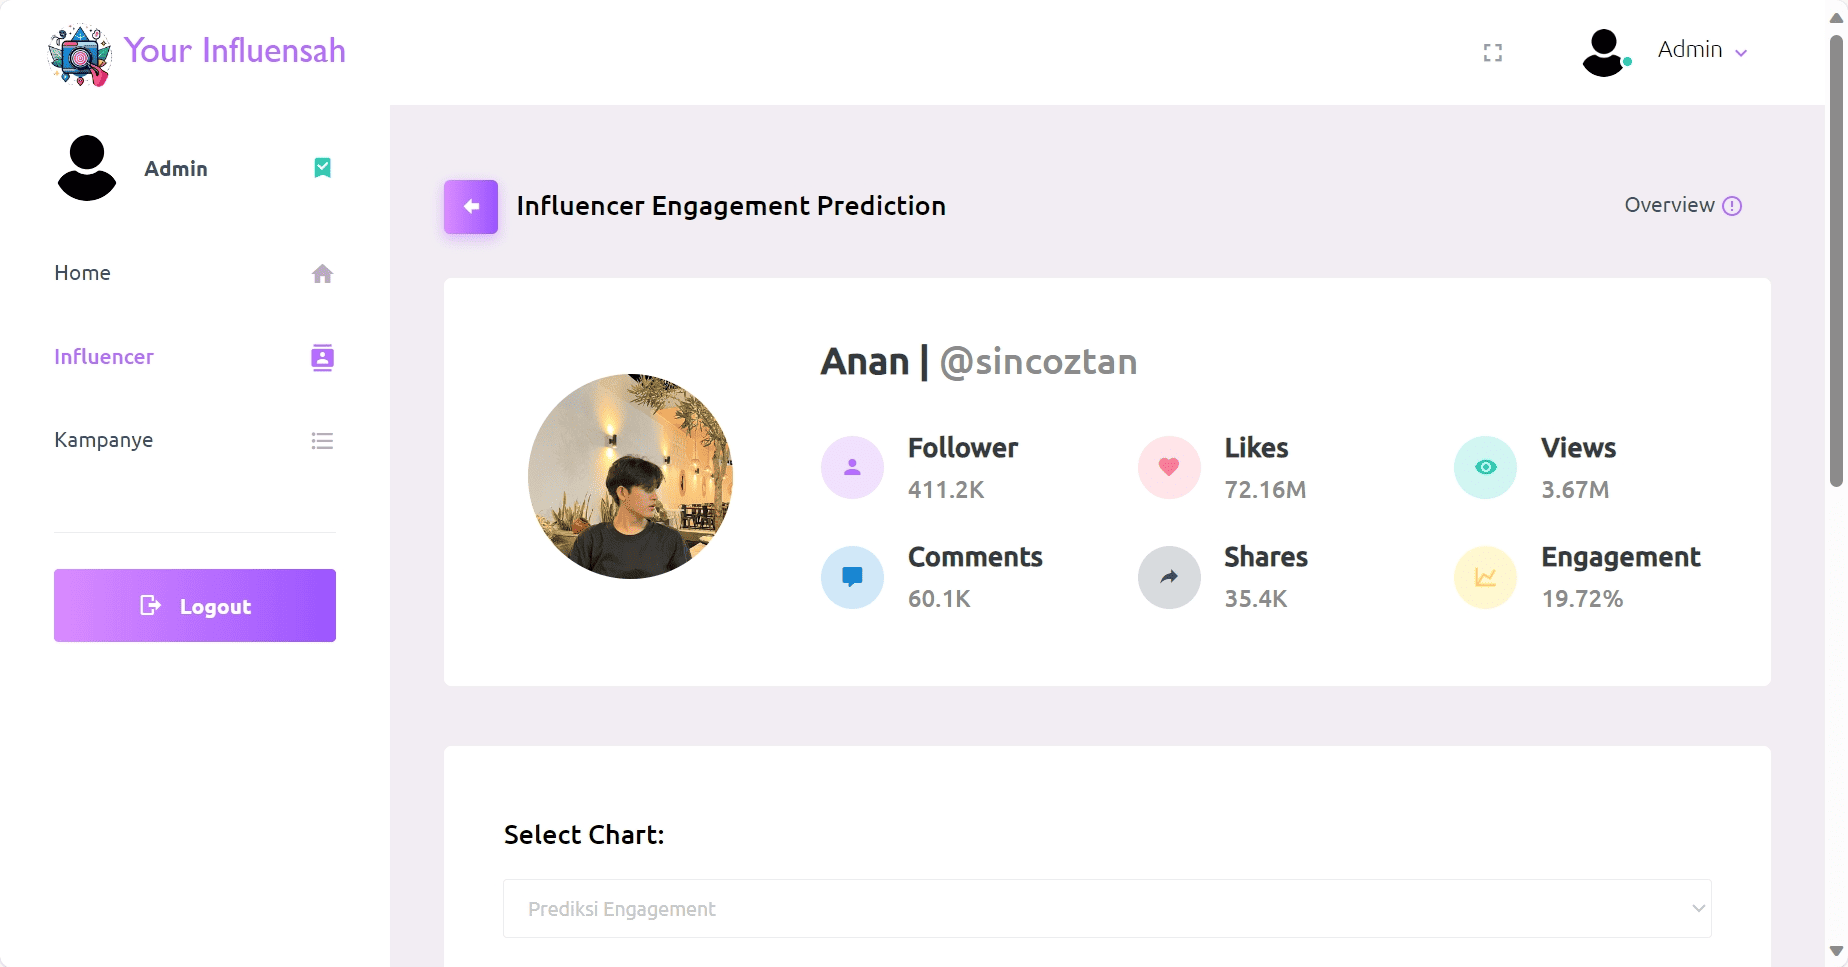 Your Influensah
Admin
Admin
Home
Influencer
Kampanye
Logout
Influencer Engagement Prediction
Overview
Anan | @sincoztan
Follower
411.2K
Likes
72.16M
Views
3.67M
Comments
60.1K
Shares
35.4K
Engagement
19.72%
Select Chart:
Prediksi Engagement